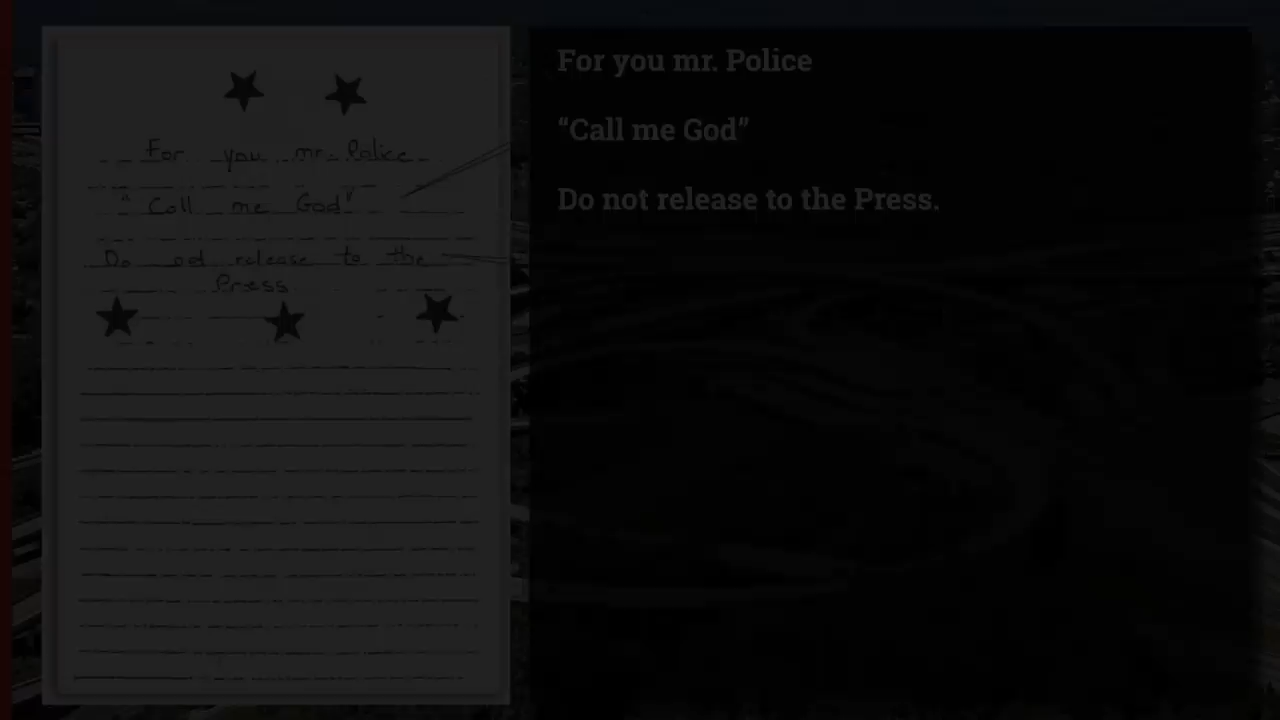 For you mr. Police
"Call me God"
Do not release to the
Press
For you mr. Police
“Call me God”
Do not release to the Press.